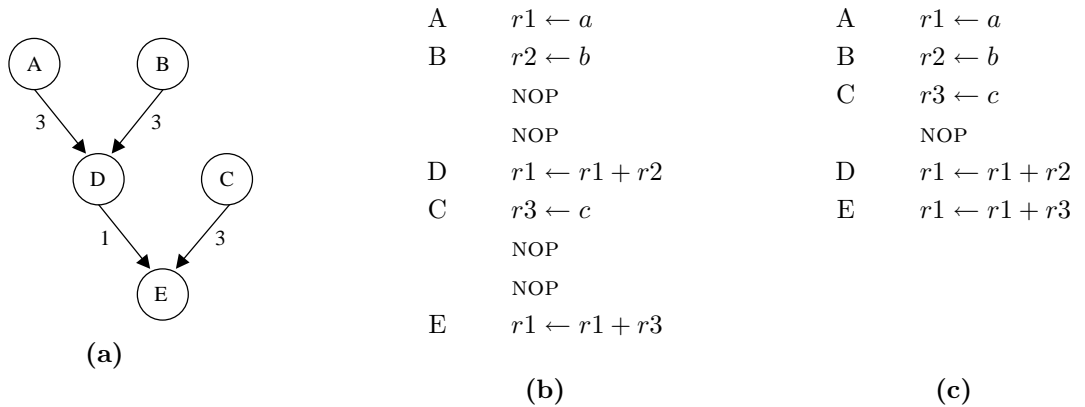 A
B
3
3
D
C
1
3
E
(a)
A r1 ← a
B r2 ← b
NOP
NOP
D r1 ← r1 + r2
C r3 ← c
NOP
NOP
E r1 ← r1 + r3
(b)
A r1 ← a
B r2 ← b
C r3 ← c
NOP
D r1 ← r1 + r2
E r1 ← r1 + r3
(c)